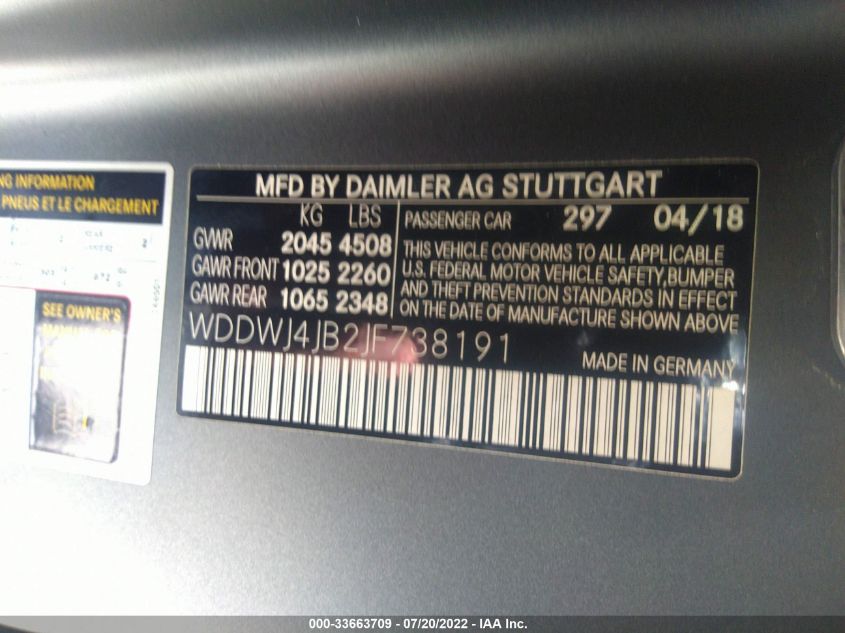 NG INFORMATION
PNEUS ET LE CHARGEMENT
SEE OWNER'S
MFD BY DAIMLER AG STUTTGART
KG LBS
GVWR 2045 4508
GAWR FRONT 1025 2260
GAWR REAR 1065 2348
PASSENGER CAR 297 04/18
THIS VEHICLE CONFORMS TO ALL APPLICABLE
U.S. FEDERAL MOTOR VEHICLE SAFETY, BUMPER
AND THEFT PREVENTION STANDARDS IN EFFECT
ON THE DATE OF MANUFACTURE SHOWN ABOVE
WDDWJ4JB2JF738191
MADE IN GERMANY
000-33663709 - 07/20/2022 - IAA Inc.